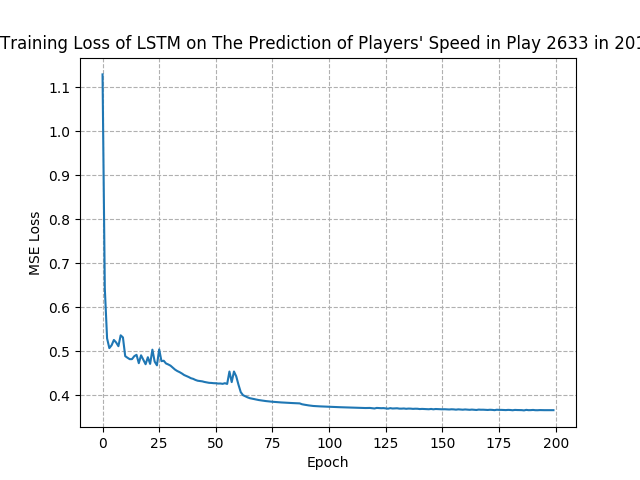 Training Loss of LSTM on The Prediction of Players' Speed in Play 2633 in 201
1.1
1.0
0.9
0.8
0.7
0.6
0.5
0.4
MSE Loss
0 25 50 75 100 125 150 175 200
Epoch